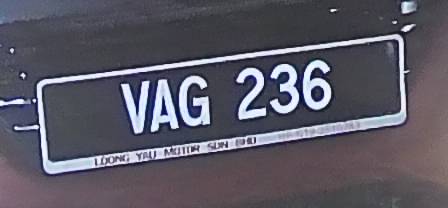 VAG 236
LOONG YAU MOTOR SDN BHD